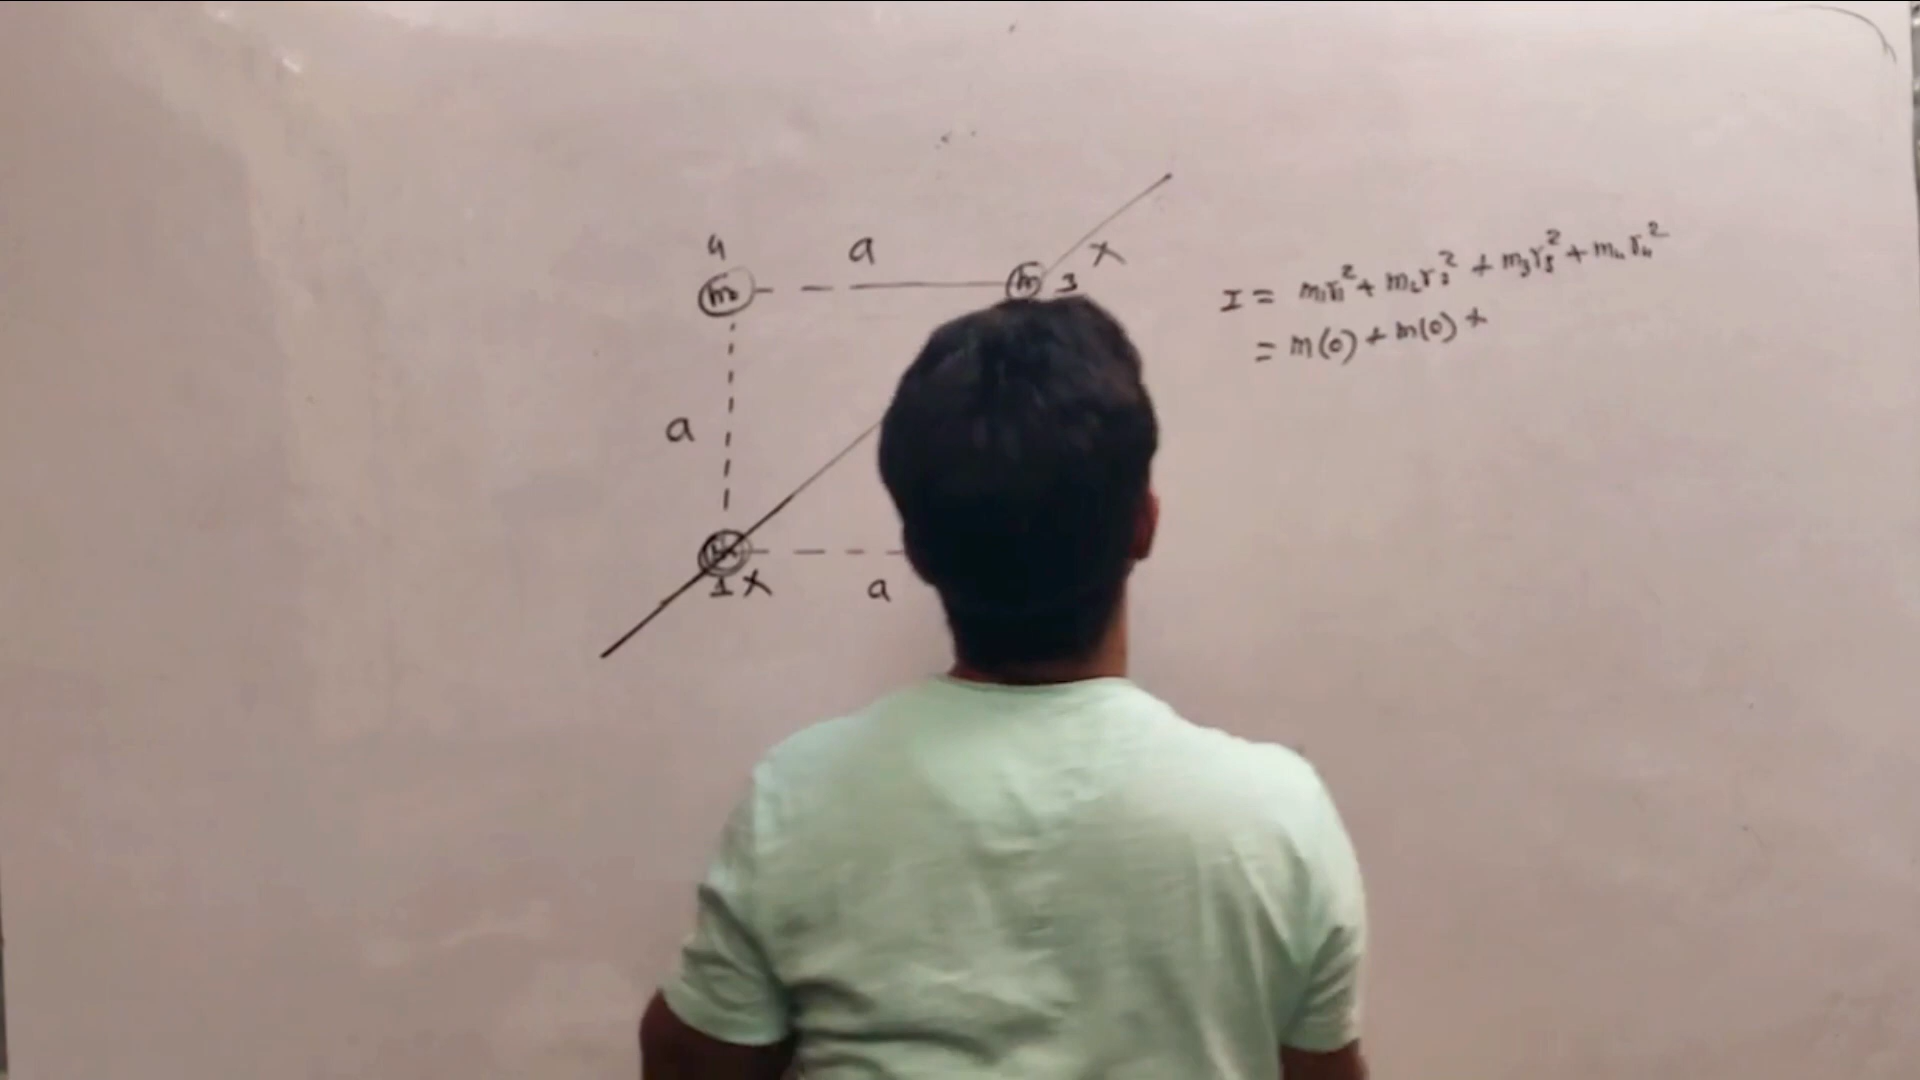 4 a
m m 3 X
I = m₁r₁² + m₂r₂² + m₃r₃² + m₄r₄²
= m(0) + m(0) +
a
1 X a